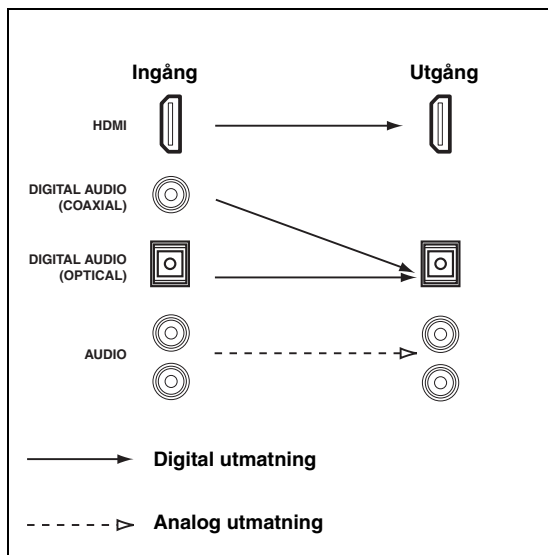 Ingång Utgång
HDMI
DIGITAL AUDIO
(COAXIAL)
DIGITAL AUDIO
(OPTICAL)
AUDIO
Digital utmatning
Analog utmatning